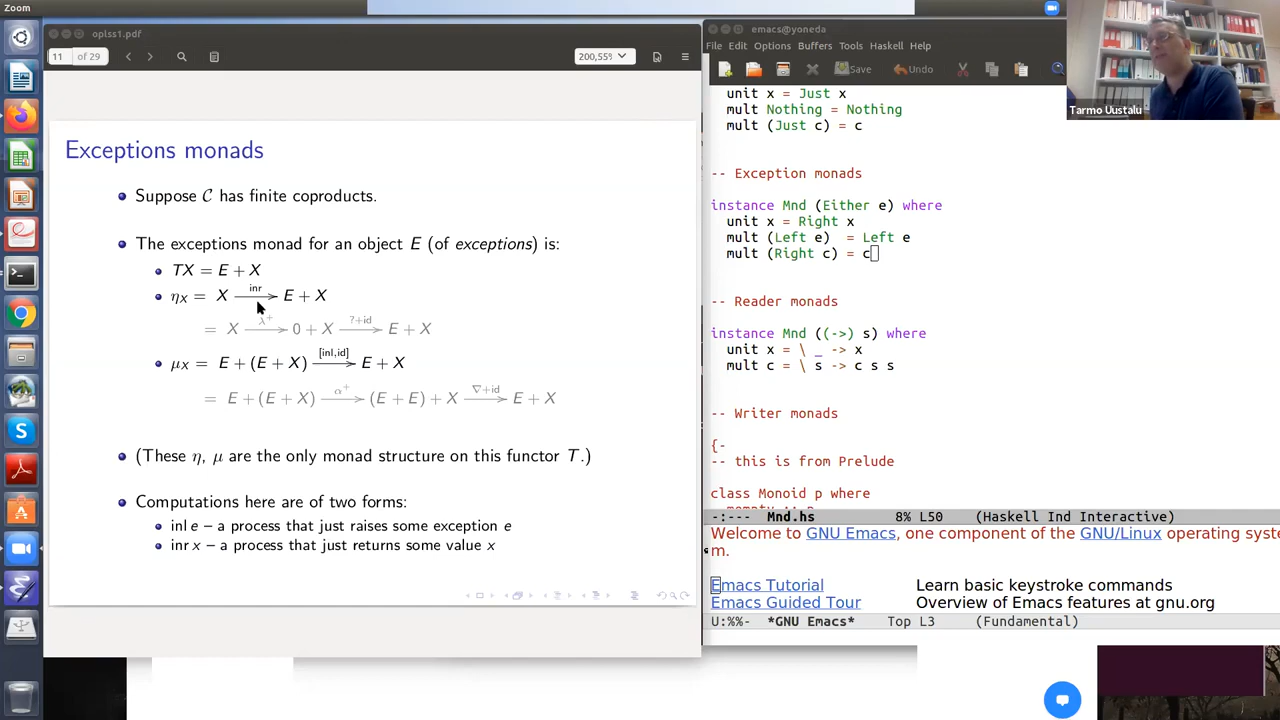 Zoom
oplss1.pdf
11 of 29
200,55%
Exceptions monads
Suppose C has finite coproducts.
The exceptions monad for an object E (of exceptions) is:
TX = E + X
ηX = X —inr→ E + X
= X —λ+→ 0 + X —?+id→ E + X
μX = E + (E + X) —[inl,id]→ E + X
= E + (E + X) —α+→ (E + E) + X —∇+id→ E + X
(These η, μ are the only monad structure on this functor T.)
Computations here are of two forms:
inl e – a process that just raises some exception e
inr x – a process that just returns some value x
emacs@yoneda
File Edit Options Buffers Tools Haskell Help
Save Undo
unit x = Just x
mult Nothing = Nothing
mult (Just c) = c
-- Exception monads
instance Mnd (Either e) where
unit x = Right x
mult (Left e)  = Left e
mult (Right c) = c
-- Reader monads
instance Mnd ((->) s) where
unit x = \ _ -> x
mult c = \ s -> c s s
-- Writer monads
{-
-- this is from Prelude
class Monoid p where
-:--- Mnd.hs 8% L50 (Haskell Ind Interactive)
Welcome to GNU Emacs, one component of the GNU/Linux operating syste
m.
Emacs Tutorial Learn basic keystroke commands
Emacs Guided Tour Overview of Emacs features at gnu.org
U:%%- *GNU Emacs* Top L3 (Fundamental)
Tarmo Uustalu